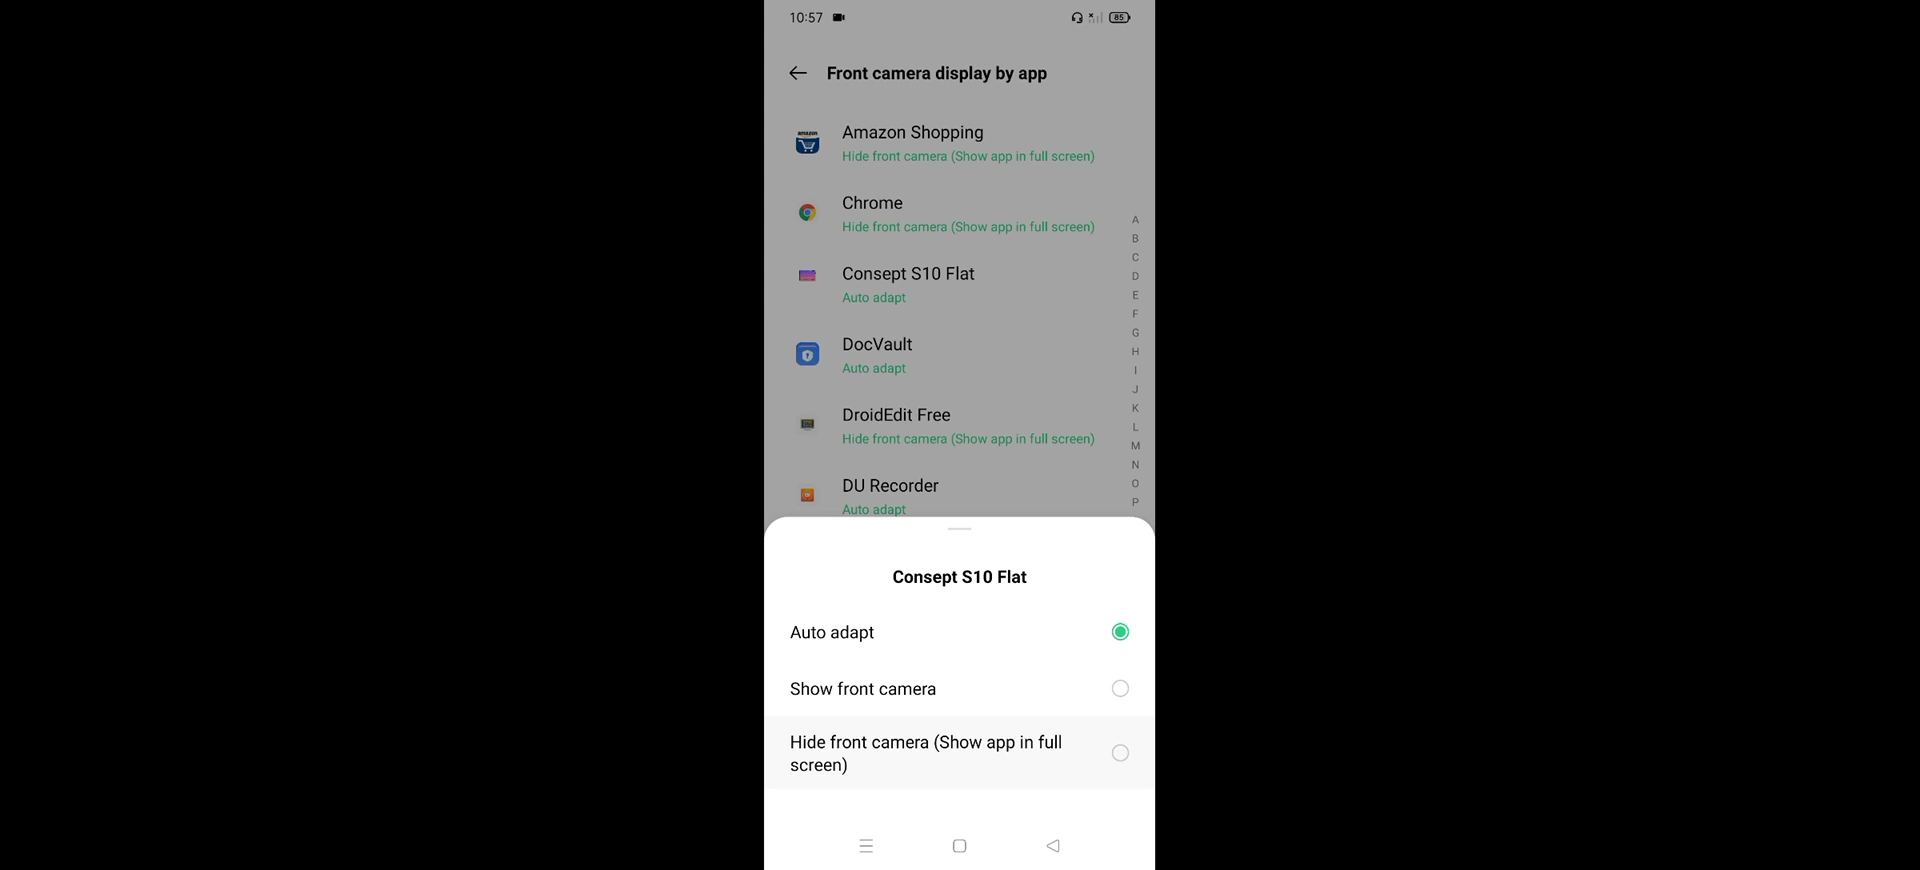 10:57
85
Front camera display by app
Amazon Shopping
Hide front camera (Show app in full screen)
Chrome
Hide front camera (Show app in full screen)
A
B
Consept S10 Flat
C
D
Auto adapt
E
F
DocVault
G
H
Auto adapt
I
J
DroidEdit Free
K
L
Hide front camera (Show app in full screen)
M
N
DU Recorder
O
P
Auto adapt
Consept S10 Flat
Auto adapt
Show front camera
Hide front camera (Show app in full
screen)